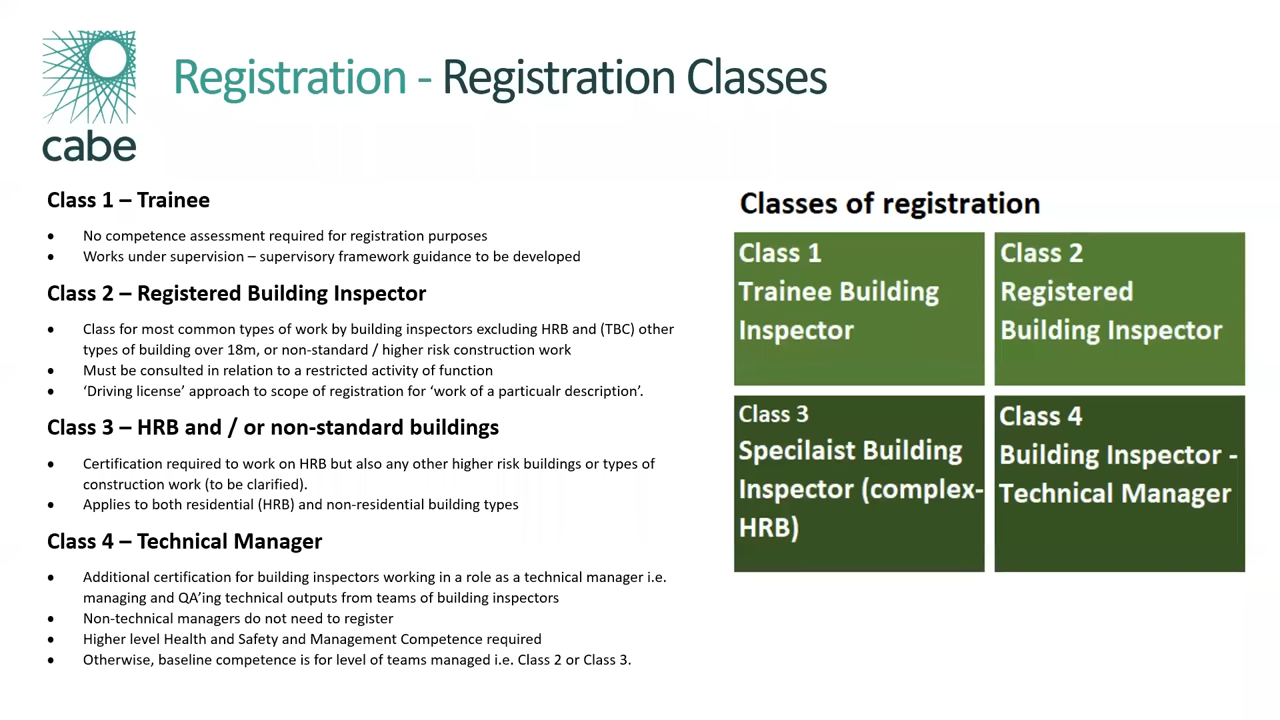 cabe
Registration - Registration Classes
Class 1 – Trainee
• No competence assessment required for registration purposes
• Works under supervision – supervisory framework guidance to be developed
Class 2 – Registered Building Inspector
• Class for most common types of work by building inspectors excluding HRB and (TBC) other
types of building over 18m, or non-standard / higher risk construction work
• Must be consulted in relation to a restricted activity of function
• ‘Driving license’ approach to scope of registration for ‘work of a particualr description’.
Class 3 – HRB and / or non-standard buildings
• Certification required to work on HRB but also any other higher risk buildings or types of
construction work (to be clarified).
• Applies to both residential (HRB) and non-residential building types
Class 4 – Technical Manager
• Additional certification for building inspectors working in a role as a technical manager i.e.
managing and QA’ing technical outputs from teams of building inspectors
• Non-technical managers do not need to register
• Higher level Health and Safety and Management Competence required
• Otherwise, baseline competence is for level of teams managed i.e. Class 2 or Class 3.
Classes of registration
Class 1
Trainee Building
Inspector
Class 2
Registered
Building Inspector
Class 3
Specilaist Building
Inspector (complex-
HRB)
Class 4
Building Inspector -
Technical Manager